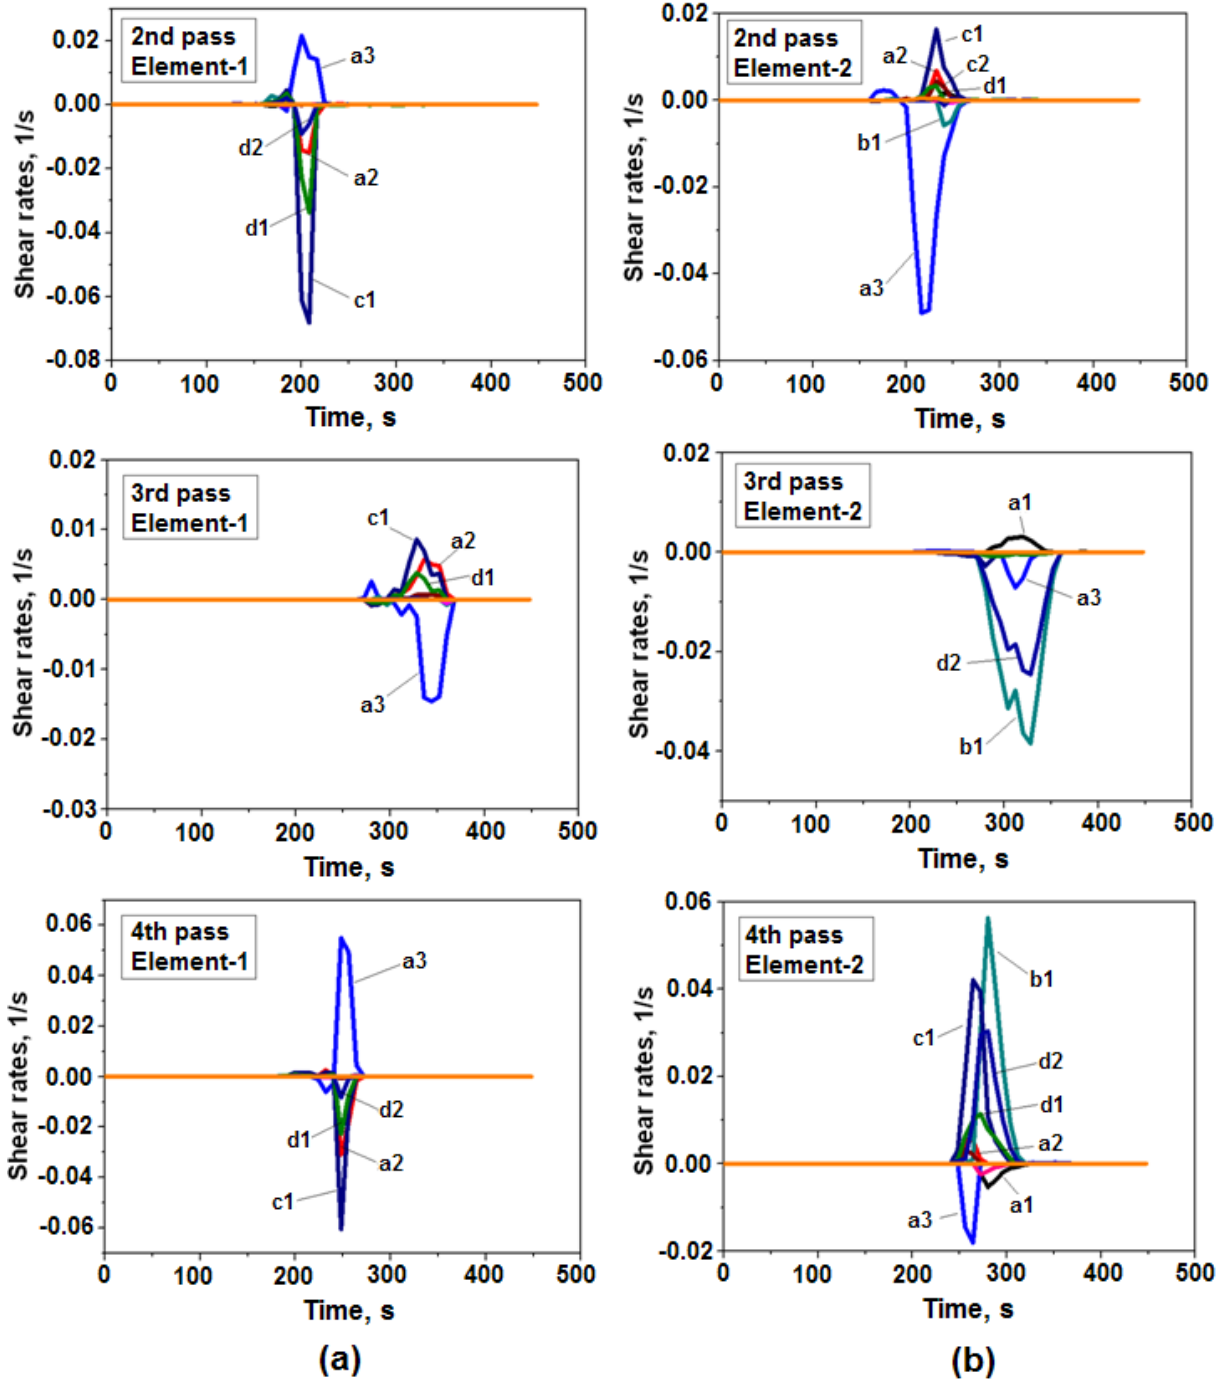 2nd pass
Element-1
0.02
0.00
-0.02
-0.04
-0.06
-0.08
Shear rates, 1/s
a3
d2
a2
d1
c1
0 100 200 300 400 500
Time, s
2nd pass
Element-2
0.02
0.00
-0.02
-0.04
-0.06
Shear rates, 1/s
c1
a2
c2
d1
b1
a3
0 100 200 300 400 500
Time, s
3rd pass
Element-1
0.02
0.01
0.00
-0.01
-0.02
-0.03
Shear rates, 1/s
c1
a2
d1
a3
0 100 200 300 400 500
Time, s
3rd pass
Element-2
0.02
0.00
-0.02
-0.04
Shear rates, 1/s
a1
a3
d2
b1
0 100 200 300 400 500
Time, s
4th pass
Element-1
0.06
0.04
0.02
0.00
-0.02
-0.04
-0.06
Shear rates, 1/s
a3
d2
d1
a2
c1
0 100 200 300 400 500
Time, s
4th pass
Element-2
0.06
0.04
0.02
0.00
-0.02
Shear rates, 1/s
b1
c1
d2
d1
a2
a1
a3
0 100 200 300 400 500
Time, s
(a)
(b)